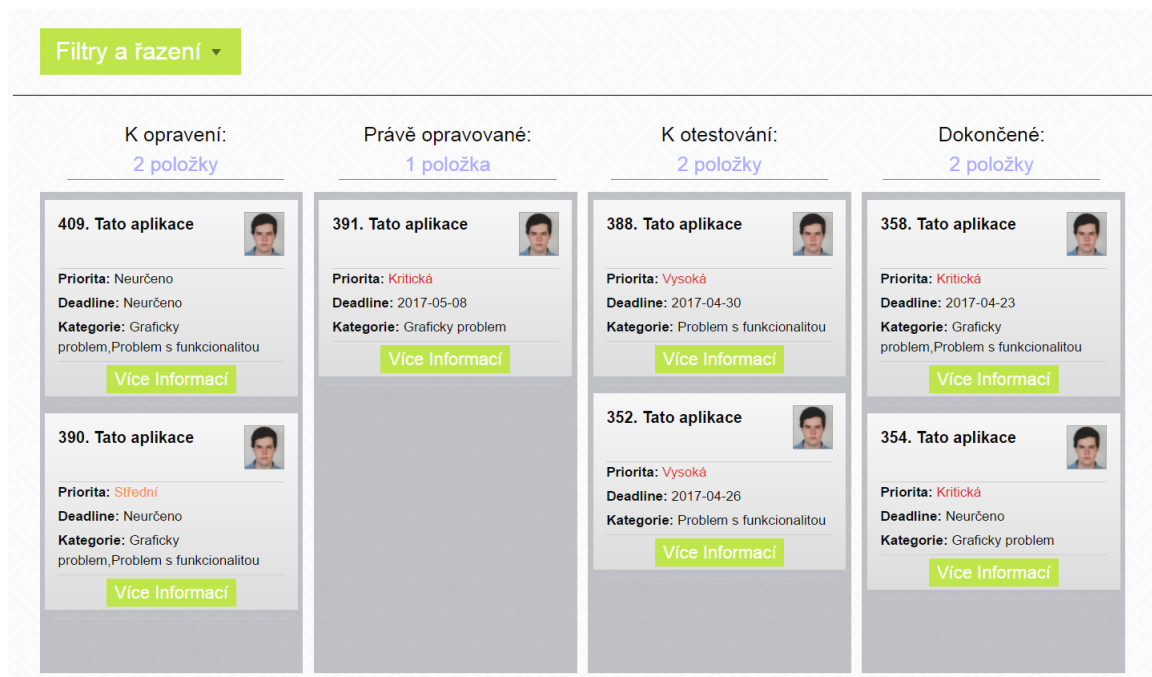 Filtry a řazení
K opravení:
2 položky
409. Tato aplikace
Priorita: Neurčeno
Deadline: Neurčeno
Kategorie: Graficky
problem,Problem s funkcionalitou
Více Informací
390. Tato aplikace
Priorita: Střední
Deadline: Neurčeno
Kategorie: Graficky
problem,Problem s funkcionalitou
Více Informací
Právě opravované:
1 položka
391. Tato aplikace
Priorita: Kritická
Deadline: 2017-05-08
Kategorie: Graficky problem
Více Informací
K otestování:
2 položky
388. Tato aplikace
Priorita: Vysoká
Deadline: 2017-04-30
Kategorie: Problem s funkcionalitou
Více Informací
352. Tato aplikace
Priorita: Vysoká
Deadline: 2017-04-26
Kategorie: Problem s funkcionalitou
Více Informací
Dokončené:
2 položky
358. Tato aplikace
Priorita: Kritická
Deadline: 2017-04-23
Kategorie: Graficky
problem,Problem s funkcionalitou
Více Informací
354. Tato aplikace
Priorita: Kritická
Deadline: Neurčeno
Kategorie: Graficky problem
Více Informací